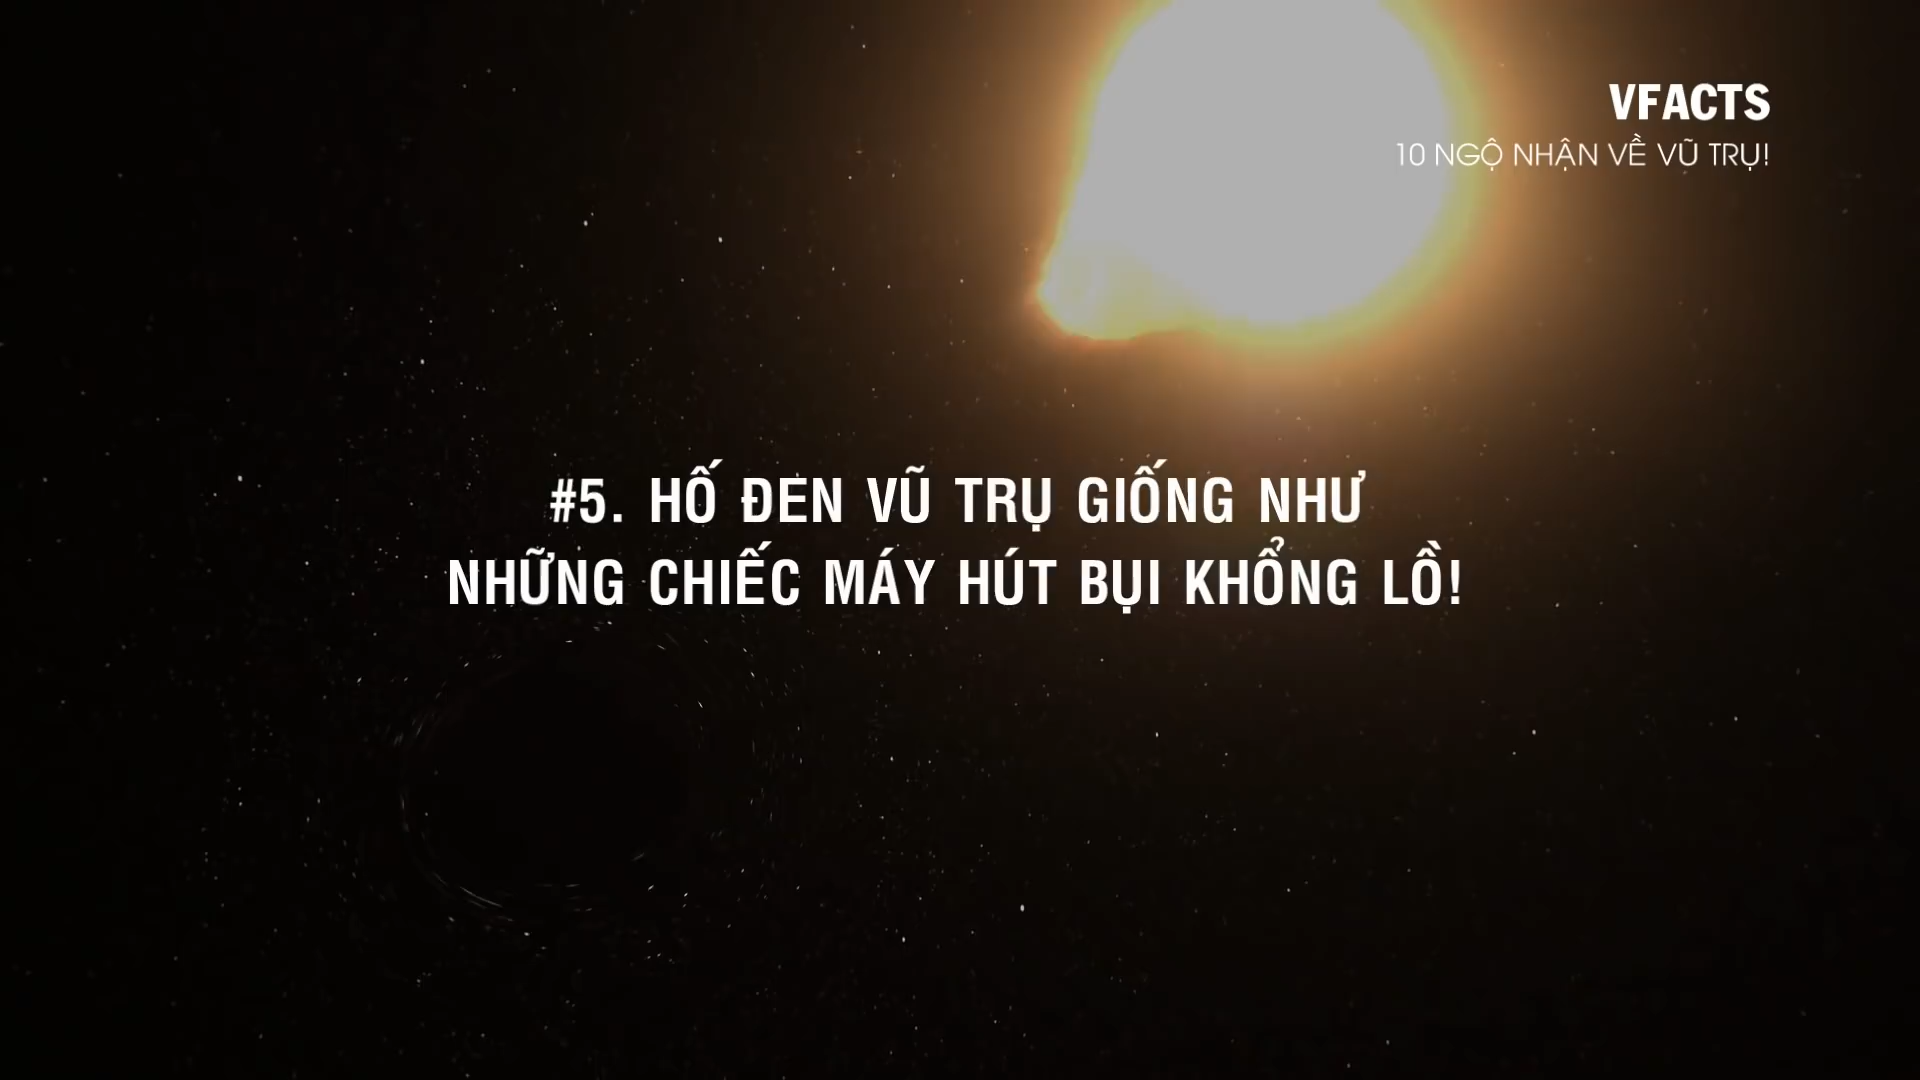 VFACTS
10 NGỘ NHẬN VỀ VŨ TRỤ!
#5. HỐ ĐEN VŨ TRỤ GIỐNG NHƯ
NHỮNG CHIẾC MÁY HÚT BỤI KHỔNG LỒ!